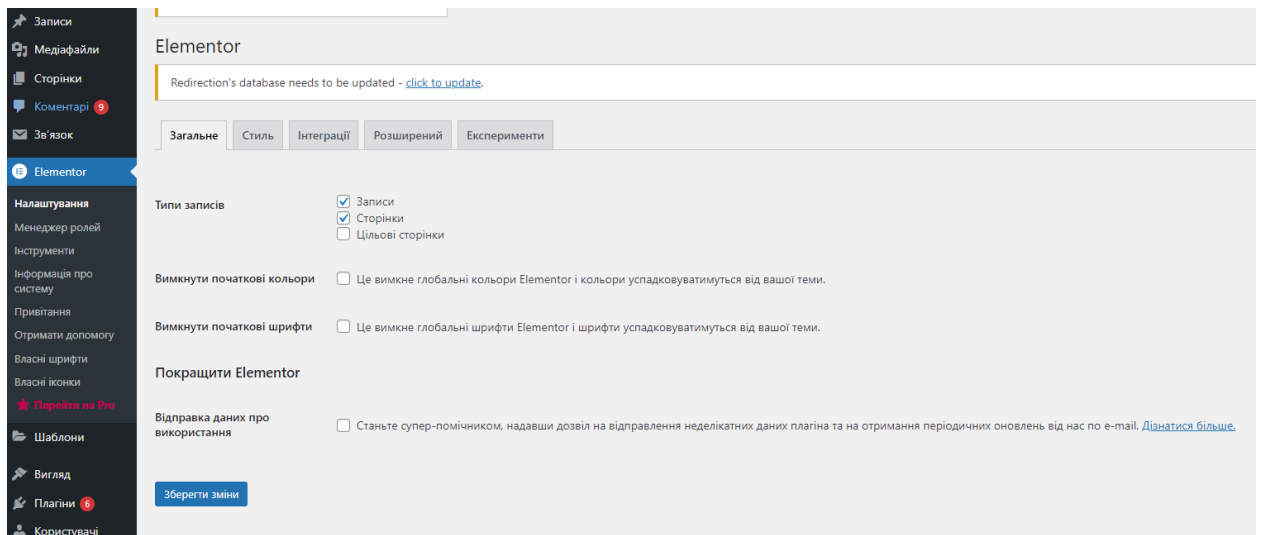 Записи
Медіафайли
Сторінки
Коментарі 9
Зв'язок
Elementor
Налаштування
Менеджер ролей
Інструменти
Інформація про
систему
Привітання
Отримати допомогу
Власні шрифти
Власні іконки
Перейти на Pro
Шаблони
Вигляд
Плагіни 6
Користувачі
Elementor
Redirection's database needs to be updated - click to update.
Загальне
Стиль
Інтеграції
Розширений
Експерименти
Типи записів
Записи
Сторінки
Цільові сторінки
Вимкнути початкові кольори
Це вимкне глобальні кольори Elementor і кольори успадковуватимуться від вашої теми.
Вимкнути початкові шрифти
Це вимкне глобальні шрифти Elementor і шрифти успадковуватимуться від вашої теми.
Покращити Elementor
Відправка даних про
використання
Станьте супер-помічником, надавши дозвіл на відправлення неделікатних даних плагіна та на отримання періодичних оновлень від нас по e-mail. Дізнатися більше.
Зберегти зміни